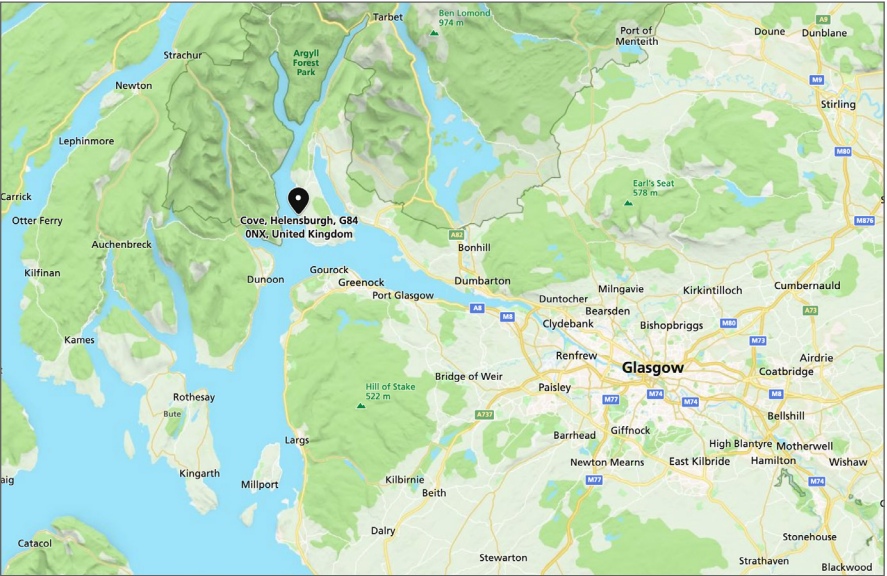 Tarbet
Ben Lomond
974 m
A9
Port of
Menteith
Doune
Dunblane
Strachur
Argyll
Forest
Park
Newton
M9
Stirling
Lephinmore
M80
Carrick
Earl's Seat
578 m
Otter Ferry
Cove, Helensburgh, G84
0NX, United Kingdom
M876
A82
Auchenbreck
Bonhill
Kilfinan
Dunoon
Gourock
Greenock
Dumbarton
Port Glasgow
Milngavie
Kirkintilloch
Cumbernauld
Duntocher
A8
M8
Bearsden
A73
Clydebank
Bishopbriggs
M80
Kames
M73
Renfrew
Airdrie
Glasgow
Coatbridge
Bridge of Weir
Paisley
Hill of Stake
522 m
M77
M74
M74
M8
Rothesay
Bute
A737
Bellshill
Giffnock
Barrhead
Largs
High Blantyre
Motherwell
Newton Mearns
East Kilbride
Hamilton
Wishaw
Kingarth
Kilbirnie
M77
M74
aig
Millport
Beith
Dalry
Stonehouse
Catacol
Stewarton
Strathaven
Blackwood